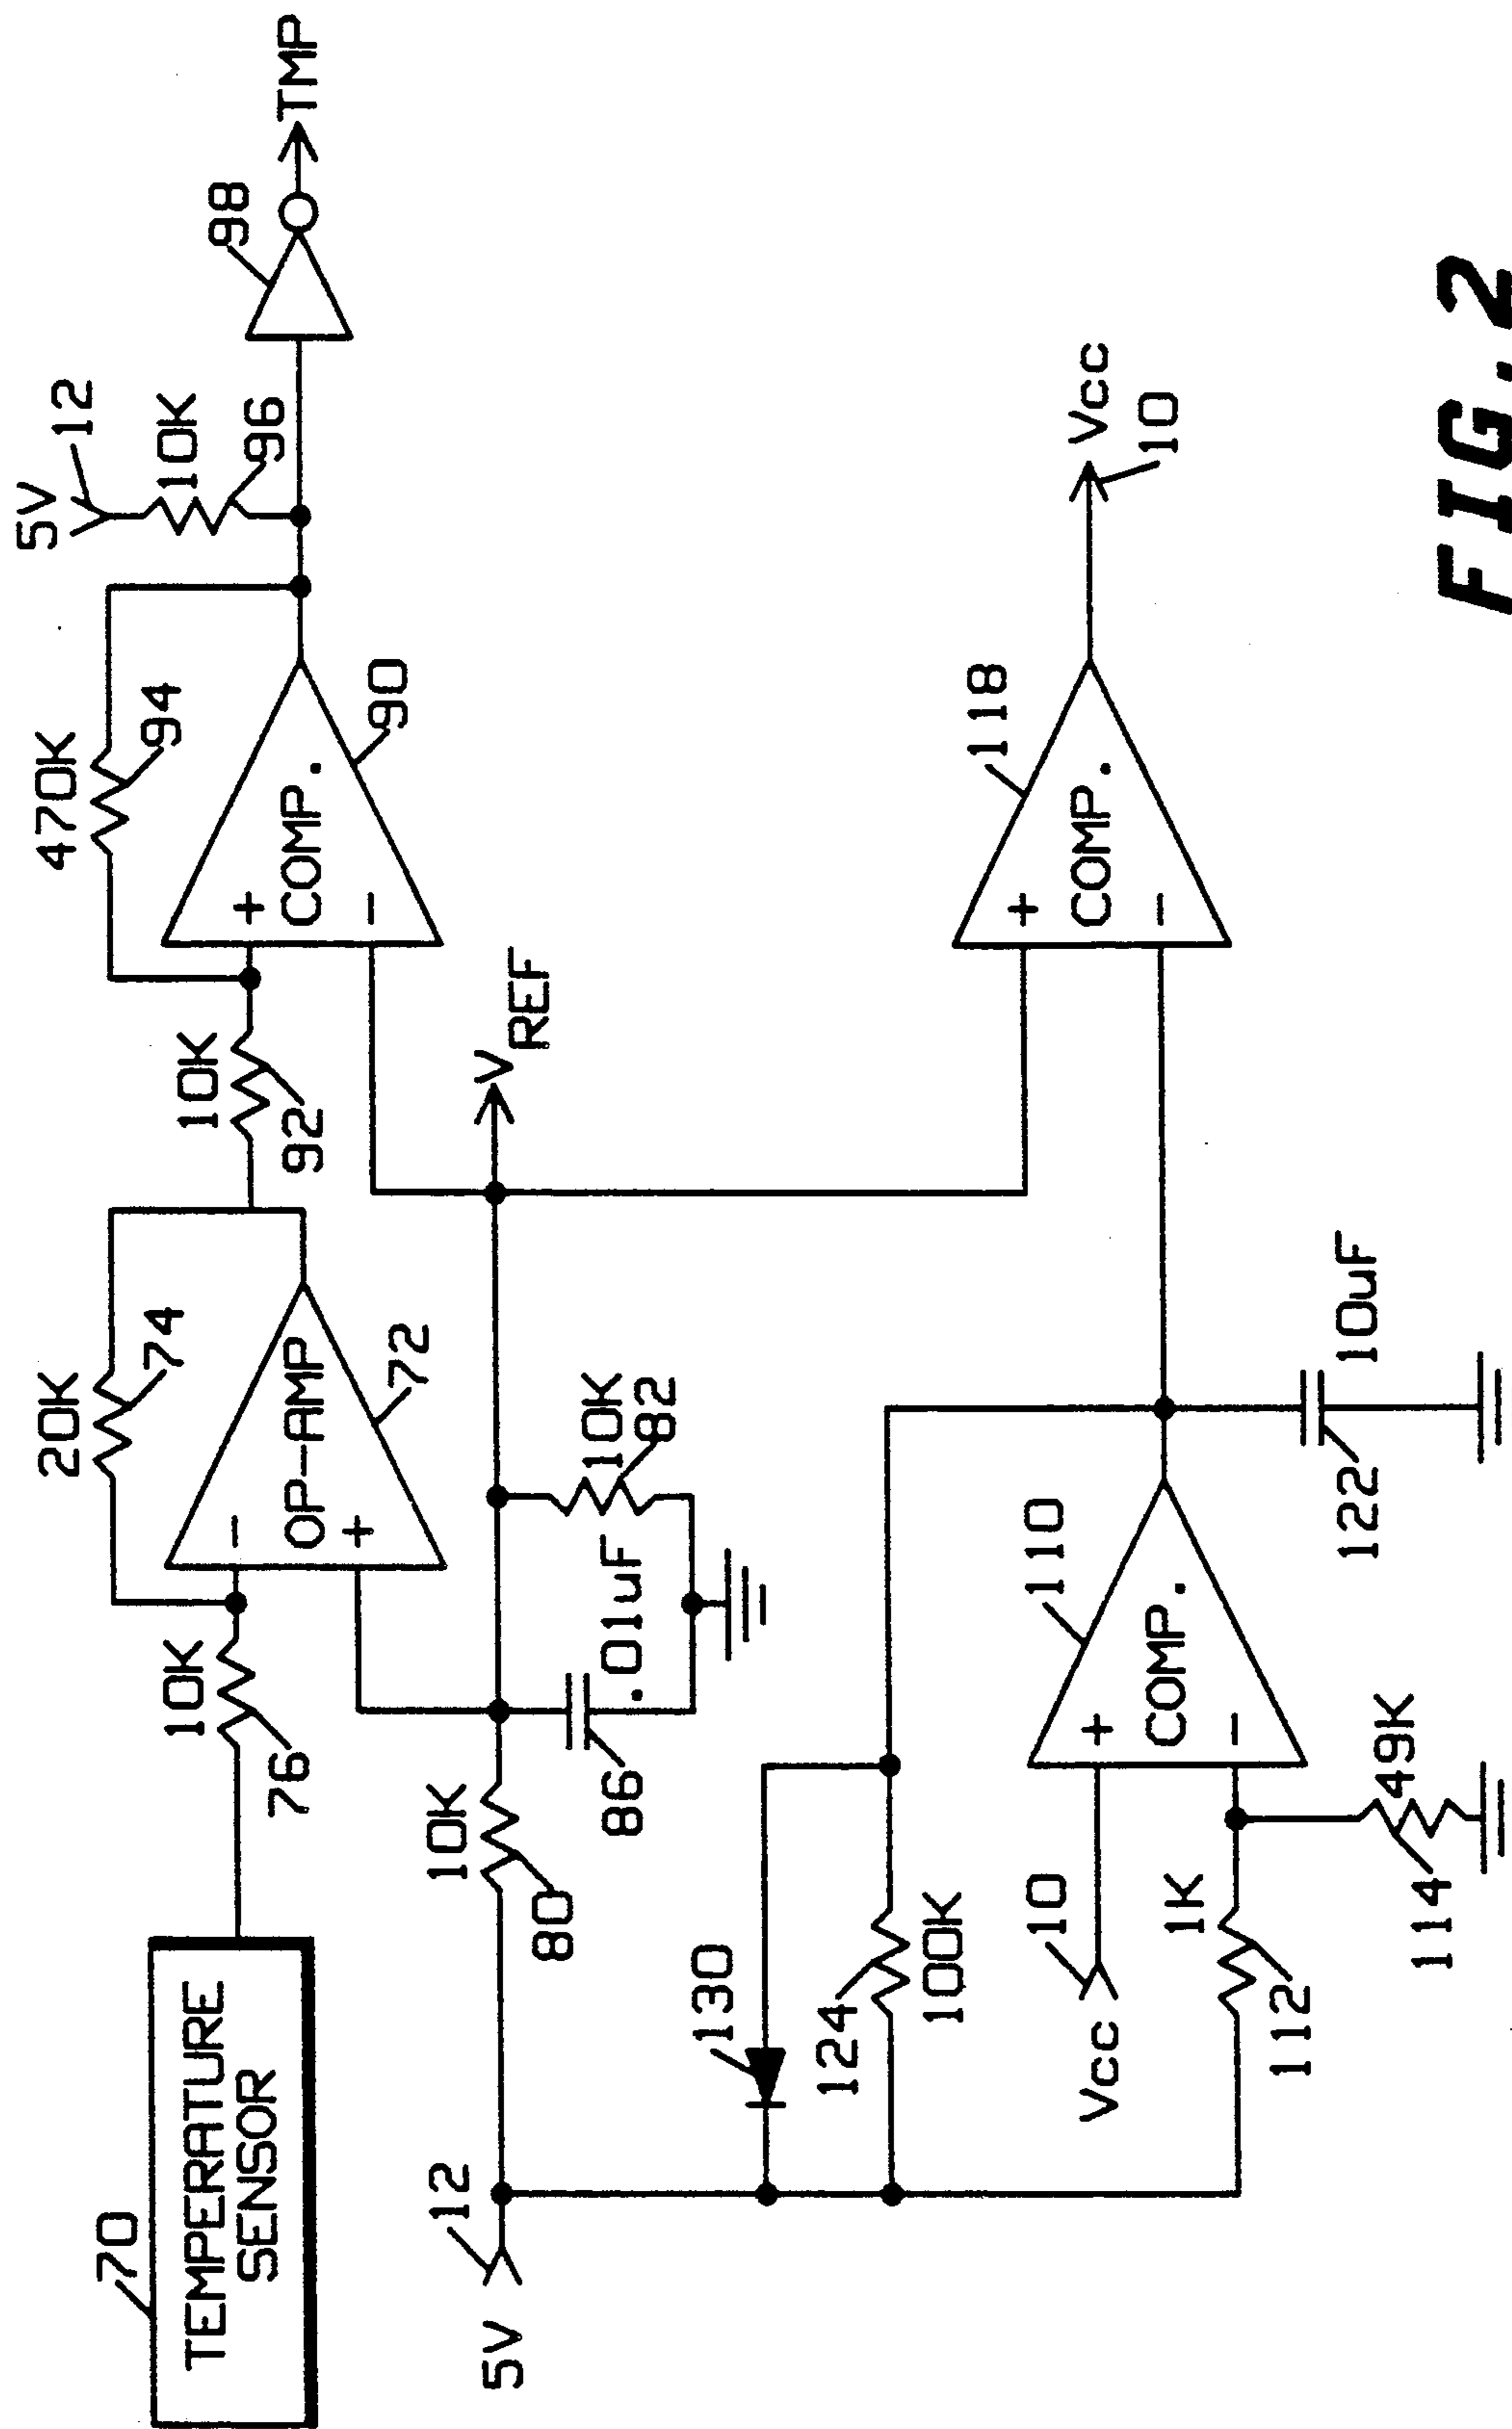 70
TEMPERATURE
SENSOR
10K
76
20K
74
OP-AMP
-
+
72
10K
92
470K
94
COMP.
+
-
90
5V
12
10K
96
98
TMP
5V
12
10K
80
.01uF
86
10K
82
VREF
130
124
100K
Vcc
10
1K
112
114
49K
COMP.
+
-
110
122
10uF
COMP.
+
-
118
Vcc
10
FIG. 2